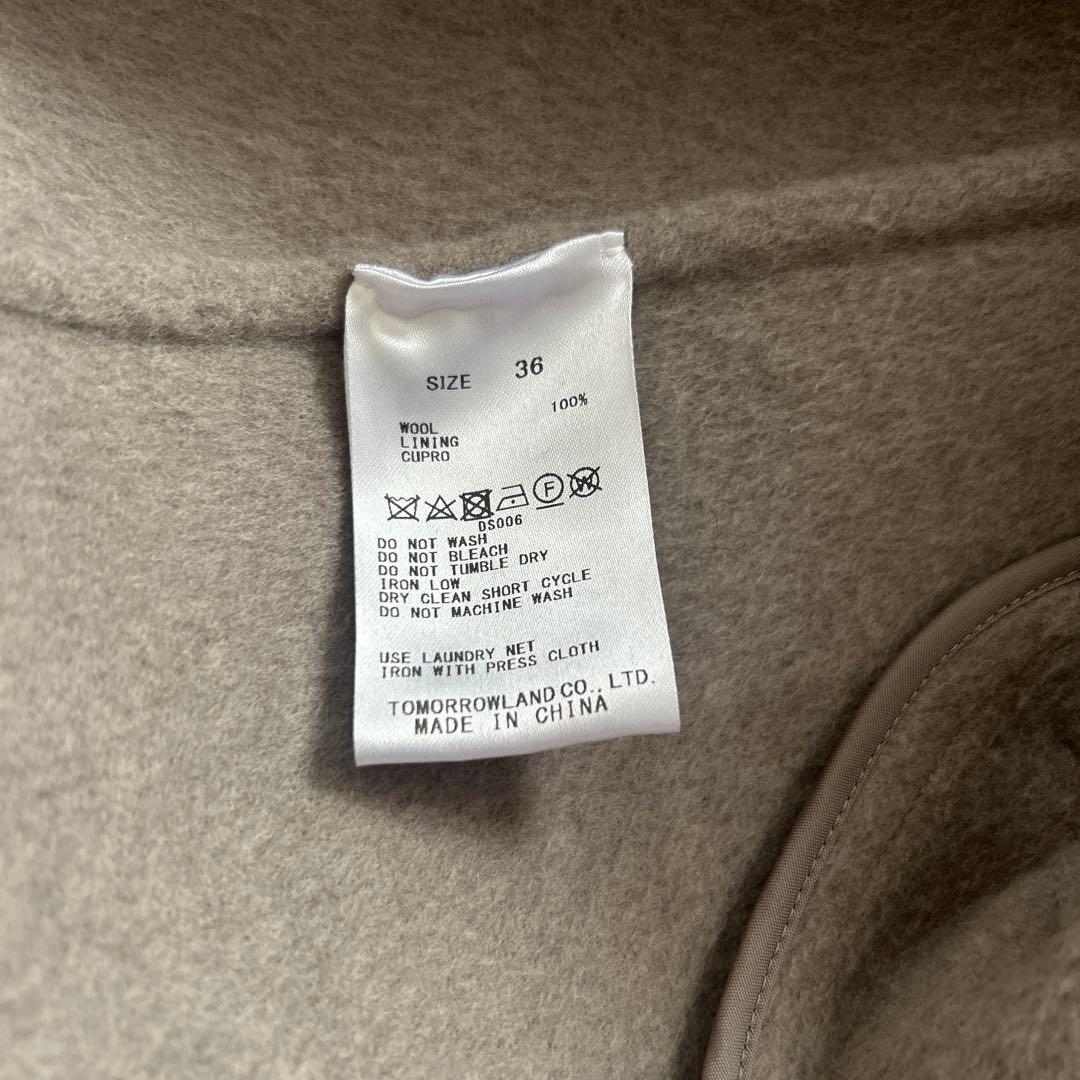 SIZE 36
100%
WOOL
LINING
CUPRO
F W
DS006
DO NOT WASH
DO NOT BLEACH
DO NOT TUMBLE DRY
IRON LOW
DRY CLEAN SHORT CYCLE
DO NOT MACHINE WASH
USE LAUNDRY NET
IRON WITH PRESS CLOTH
TOMORROWLAND CO., LTD.
MADE IN CHINA